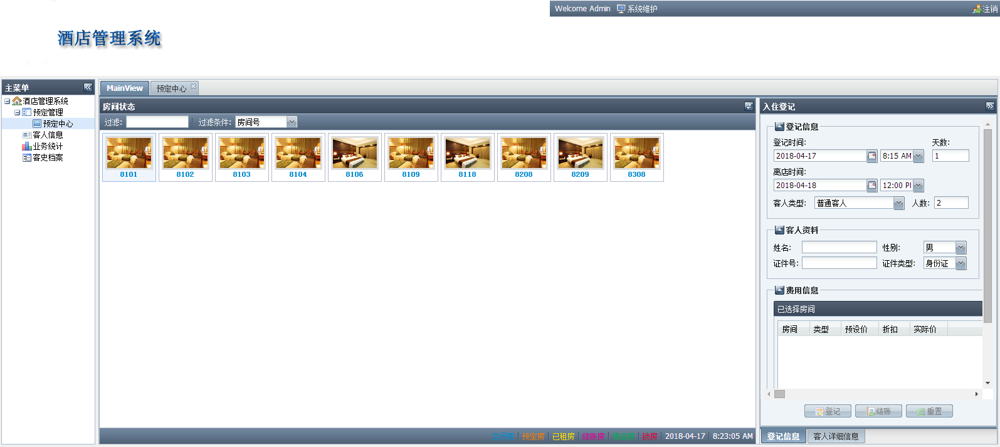 Welcome Admin 系统维护 注销
酒店管理系统
主菜单
酒店管理系统
预定管理
预定中心
客人信息
业务统计
客史档案
MainView 预定中心
房间状态
过滤: 过滤条件: 房间号
8101 8102 8103 8104 8106 8109 8118 8208 8209 8308
预定房 已租房 结账房 锁房 2018-04-17 8:23:05 AM
入住登记
登记信息
登记时间: 天数:
2018-04-17 8:15 AM 1
离店时间:
2018-04-18 12:00 PI
客人类型: 普通客人 人数: 2
客人资料
姓名: 性别: 男
证件号: 证件类型: 身份证
费用信息
已选择房间
房间 类型 预设价 折扣 实际价
登记 结账 重置
登记信息 客人详细信息